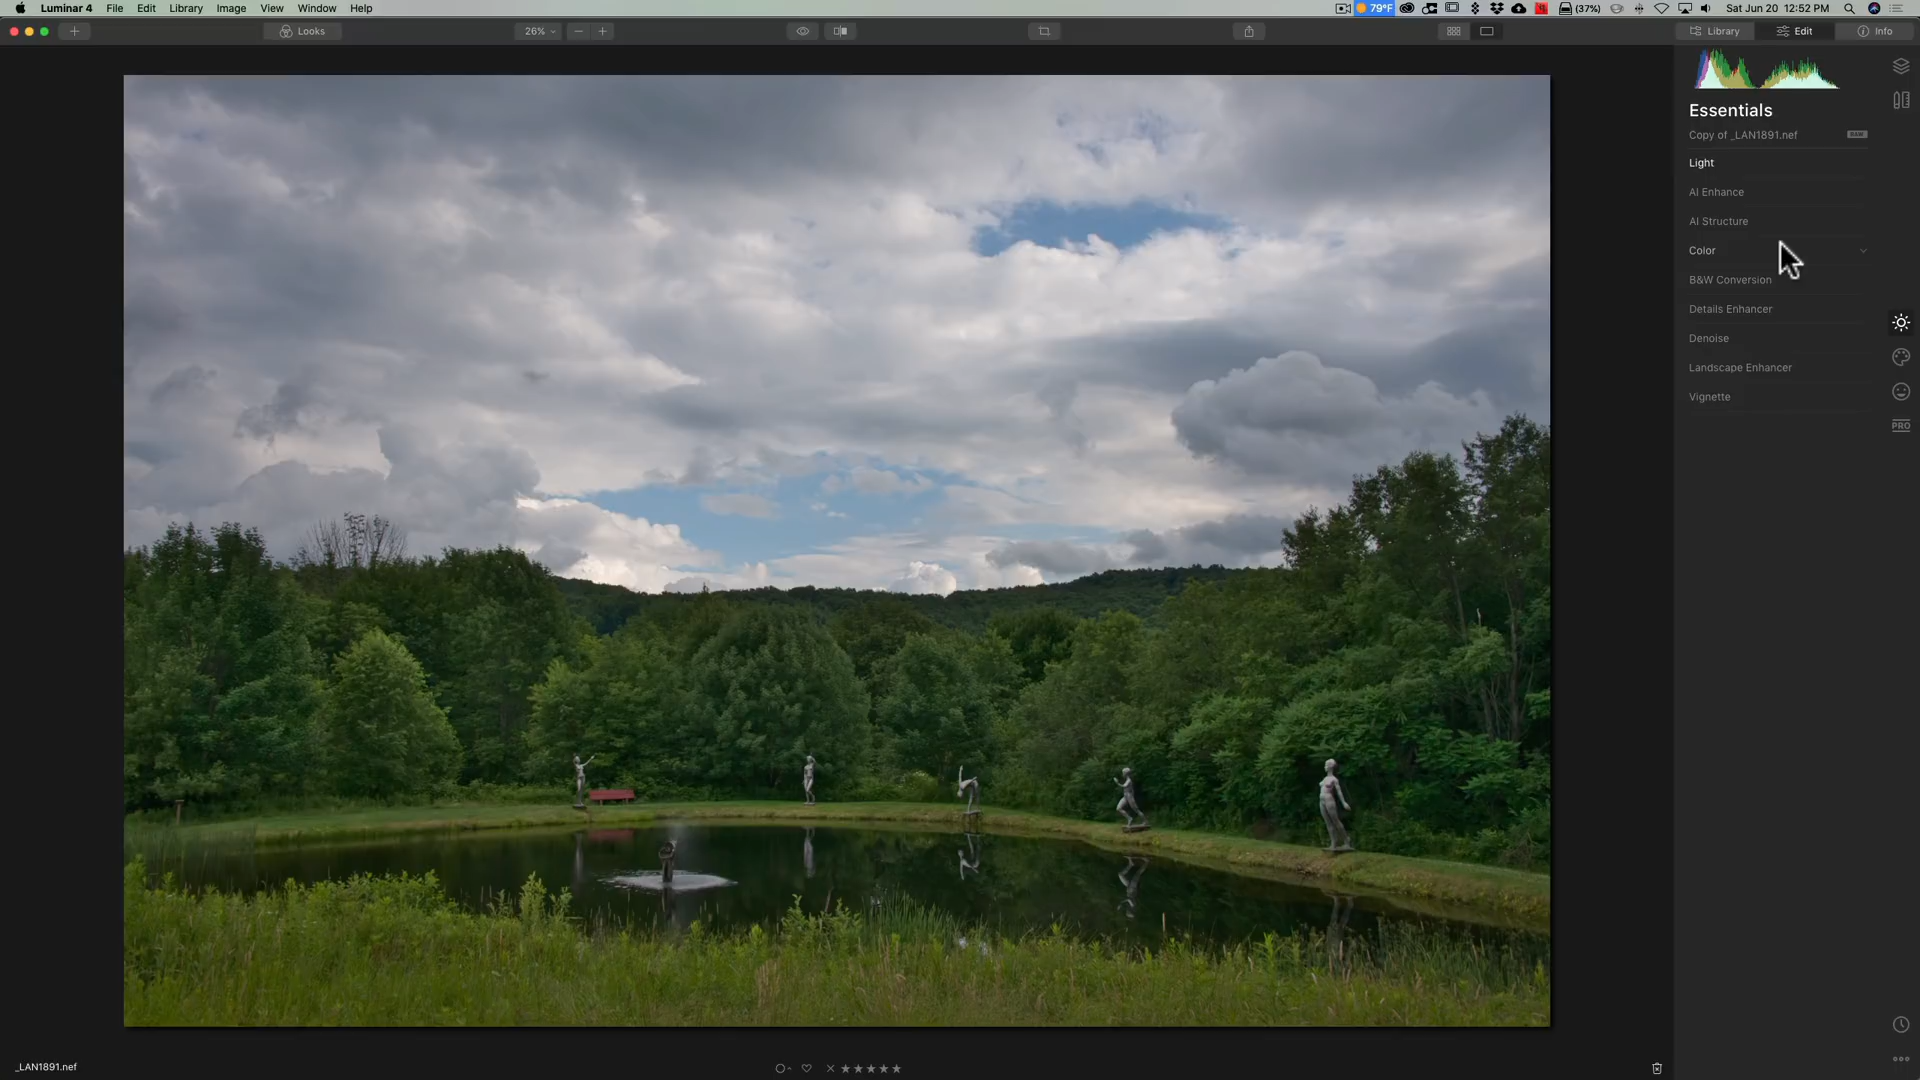 Luminar 4 File Edit Library Image View Window Help 79°F (37%) Sat Jun 20 12:52 PM
Looks 26% Library Edit Info
Essentials
Copy of _LAN1891.nef RAW
Light
AI Enhance
AI Structure
Color
B&W Conversion
Details Enhancer
Denoise
Landscape Enhancer
Vignette
PRO
_LAN1891.nef